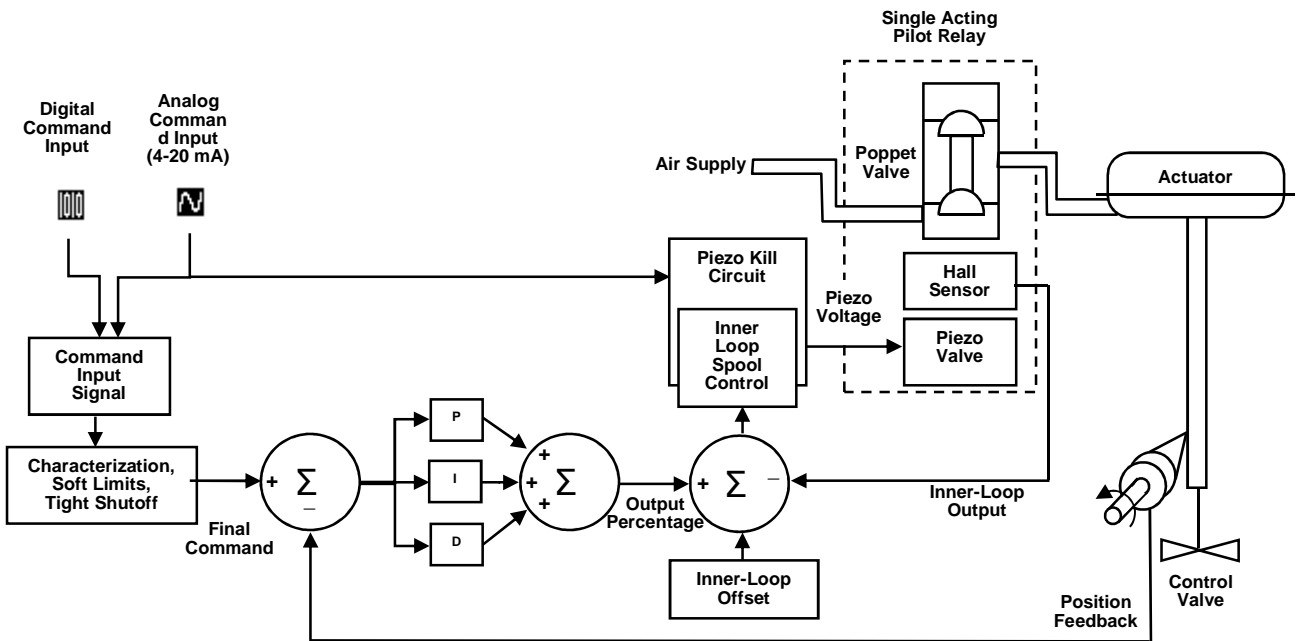 Single Acting
Pilot Relay
Digital
Command
Input
Analog
Comman
d Input
(4-20 mA)
Air Supply
Poppet
Valve
Actuator
Piezo Kill
Circuit
Hall
Sensor
Piezo
Voltage
Inner
Loop
Spool
Control
Piezo
Valve
Command
Input
Signal
Characterization,
Soft Limits,
Tight Shutoff
+
Σ
–
Final
Command
P
I
D
+
+
+
Σ
Output
Percentage
+
Σ
–
Inner-Loop
Output
Inner-Loop
Offset
Position
Feedback
Control
Valve